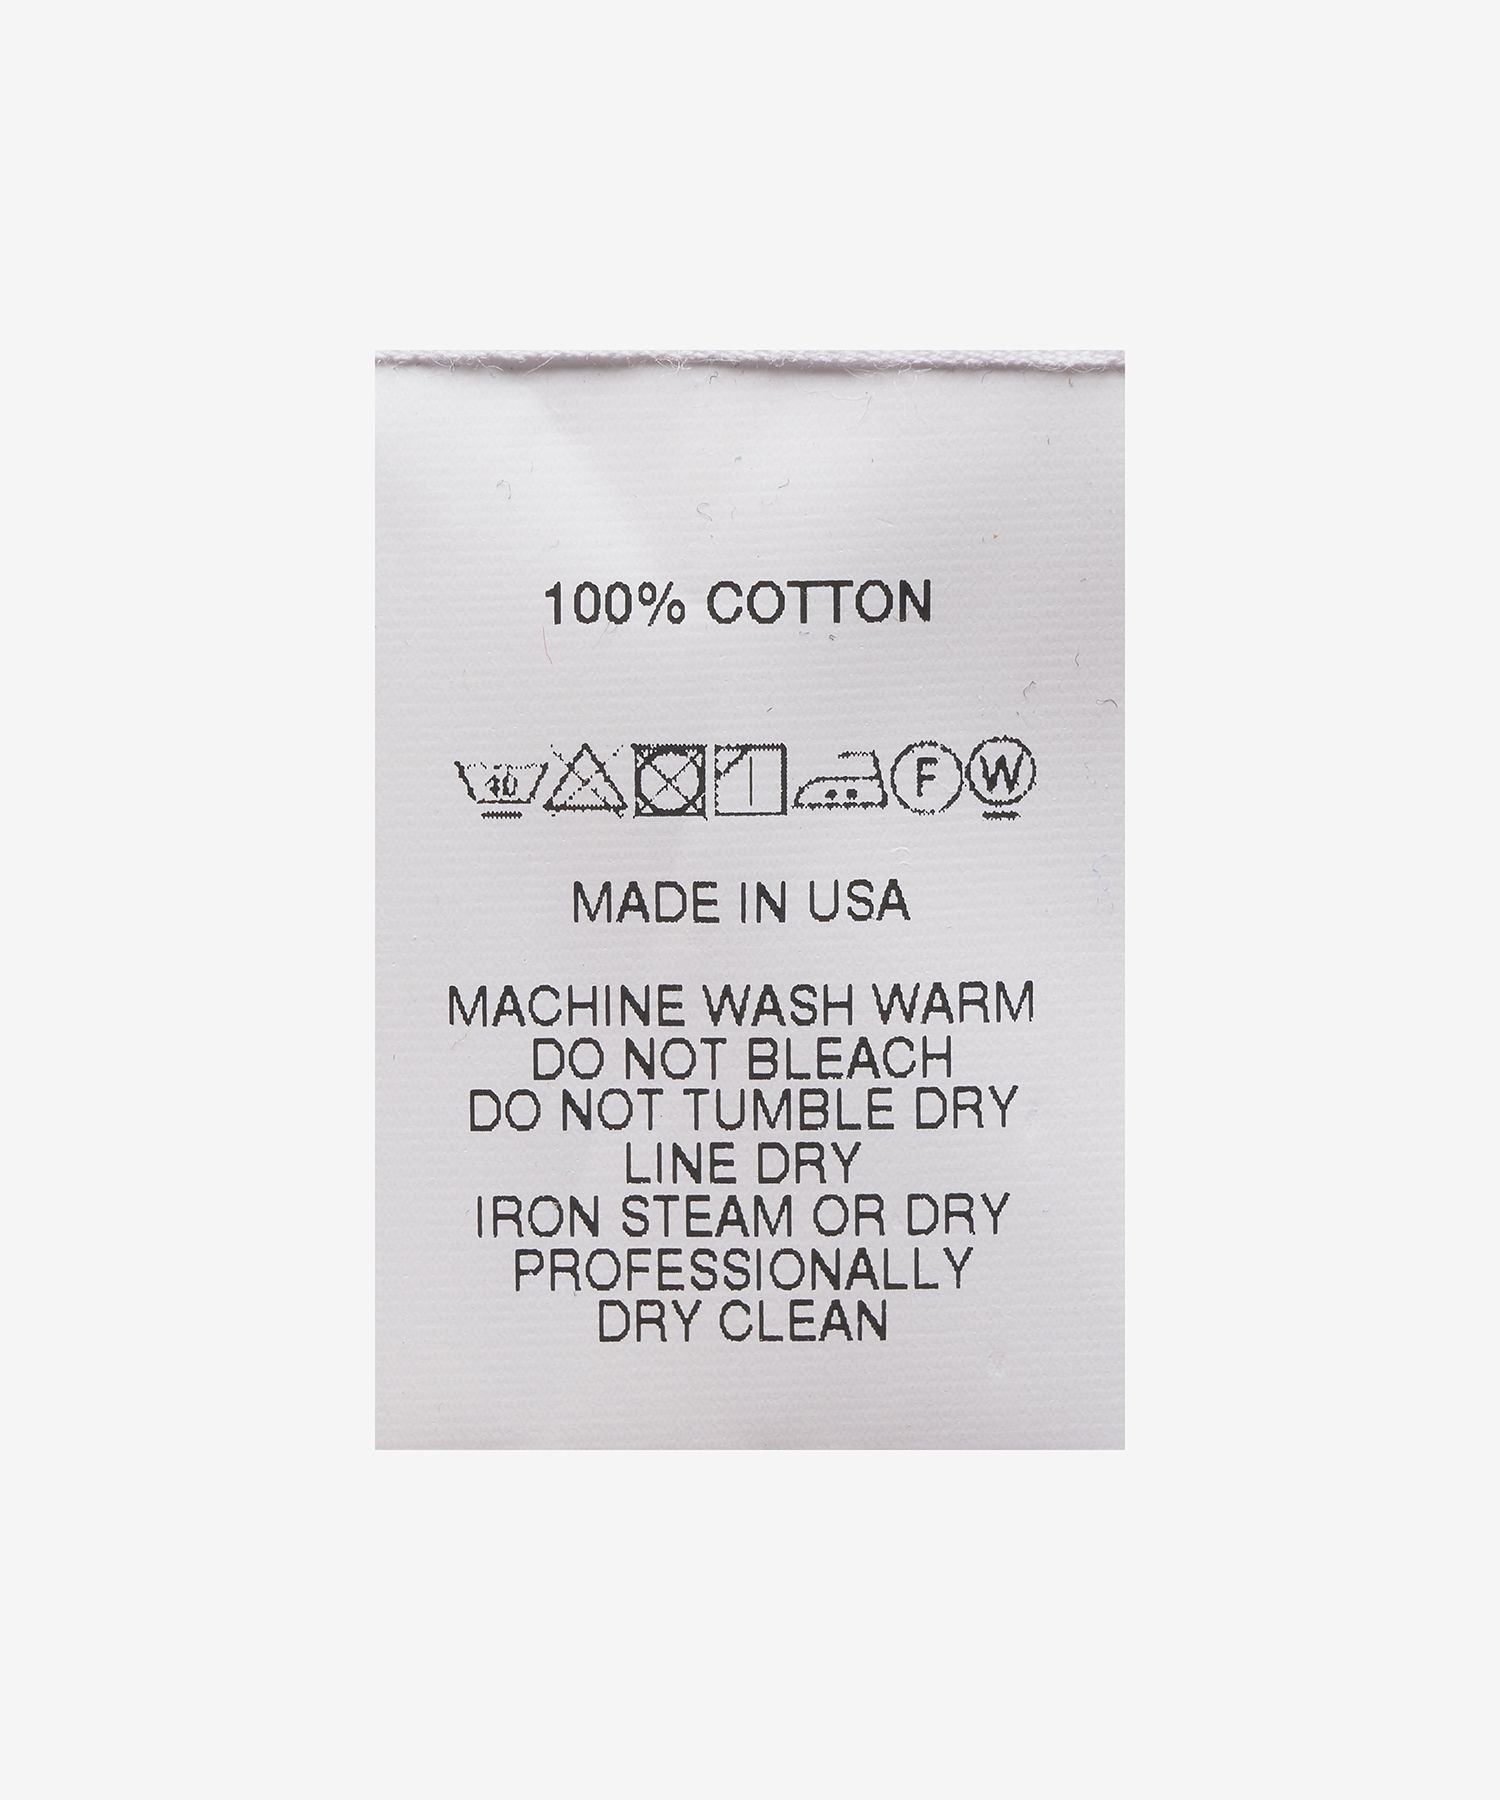 100% COTTON
40 F W
MADE IN USA
MACHINE WASH WARM
DO NOT BLEACH
DO NOT TUMBLE DRY
LINE DRY
IRON STEAM OR DRY
PROFESSIONALLY
DRY CLEAN